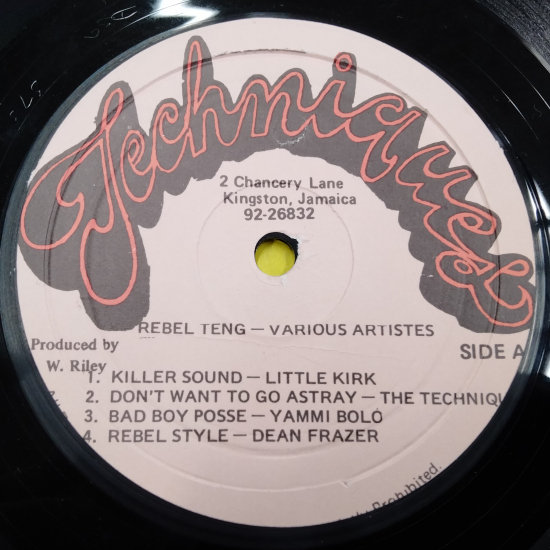 Techniques
2 Chancery Lane
Kingston, Jamaica
92-26832
REBEL TENG — VARIOUS ARTISTES
Produced by
W. Riley
SIDE A
1. KILLER SOUND — LITTLE KIRK
2. DON'T WANT TO GO ASTRAY — THE TECHNIQU
3. BAD BOY POSSE — YAMMI BOLO
4. REBEL STYLE — DEAN FRAZER
Prohibited.